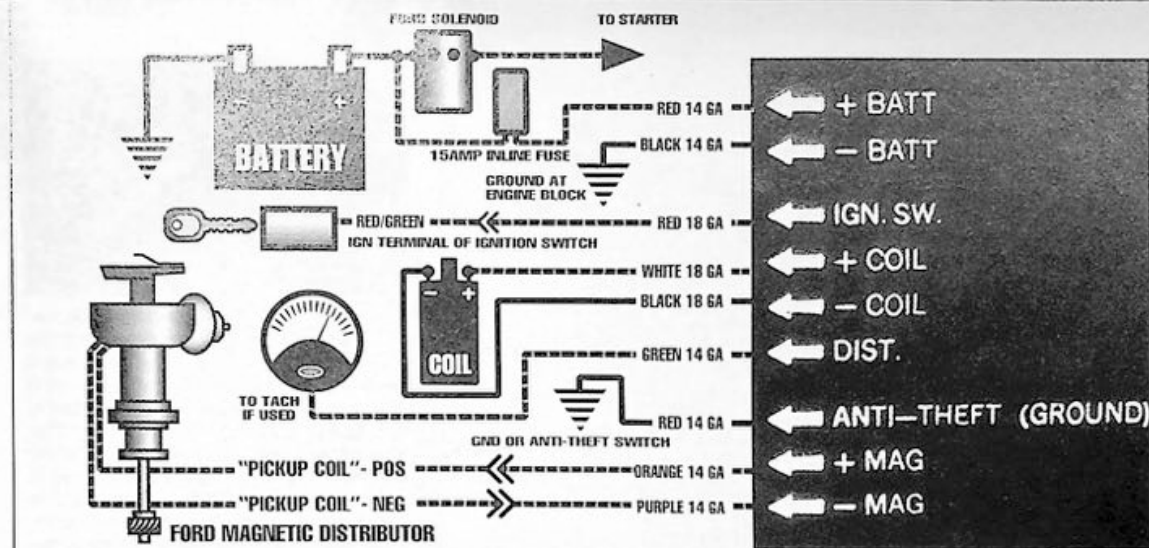 FORD SOLENOID
TO STARTER
BATTERY
- +
15AMP INLINE FUSE
RED 14 GA
+ BATT
BLACK 14 GA
- BATT
GROUND AT
ENGINE BLOCK
RED/GREEN
RED 18 GA
IGN. SW.
IGN TERMINAL OF IGNITION SWITCH
WHITE 18 GA
+ COIL
- +
COIL
BLACK 18 GA
- COIL
GREEN 14 GA
DIST.
TO TACH
IF USED
RED 14 GA
ANTI-THEFT (GROUND)
GND OR ANTI-THEFT SWITCH
"PICKUP COIL"- POS
ORANGE 14 GA
+ MAG
"PICKUP COIL"- NEG
PURPLE 14 GA
- MAG
FORD MAGNETIC DISTRIBUTOR